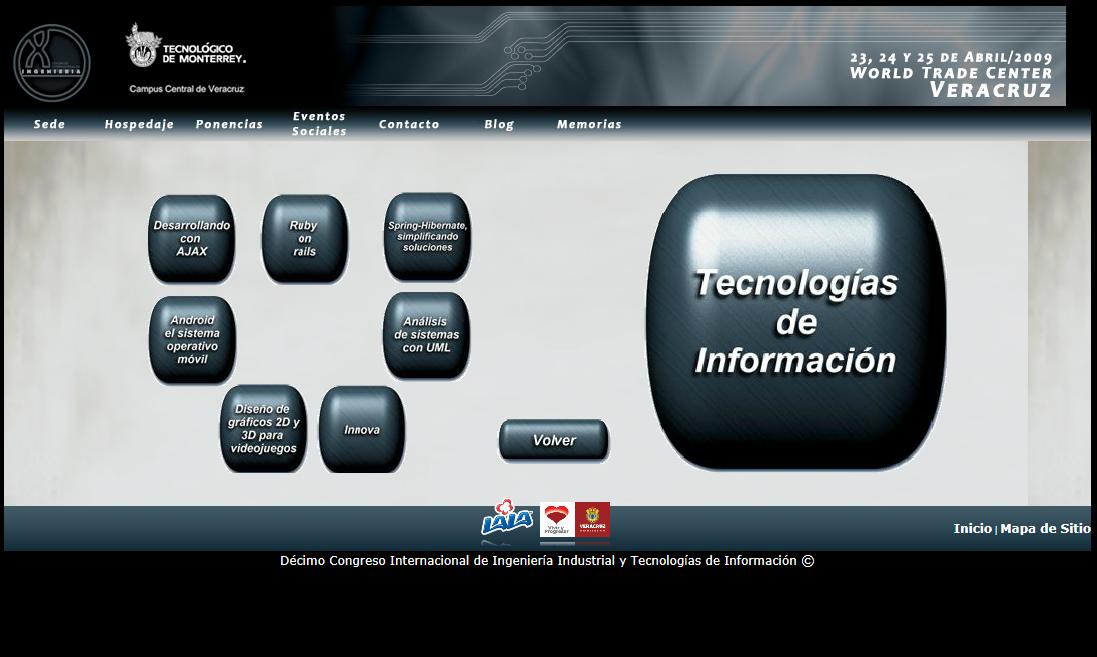 INGENIERIA
TECNOLÓGICO
DE MONTERREY.
Campus Central de Veracruz
23, 24 Y 25 DE ABRIL/2009
WORLD TRADE CENTER
VERACRUZ
Sede
Hospedaje
Ponencias
Eventos
Sociales
Contacto
Blog
Memorias
Desarrollando
con
AJAX
Ruby
on
rails
Spring-Hibernate,
simplificando
soluciones
Android
el sistema
operativo
móvil
Análisis
de sistemas
con UML
Diseño de
gráficos 2D y
3D para
videojuegos
Innova
Volver
Tecnologías
de
Información
LALA
Vivir y
Progresar
VERACRUZ
Inicio | Mapa de Sitio
Décimo Congreso Internacional de Ingeniería Industrial y Tecnologías de Información ©